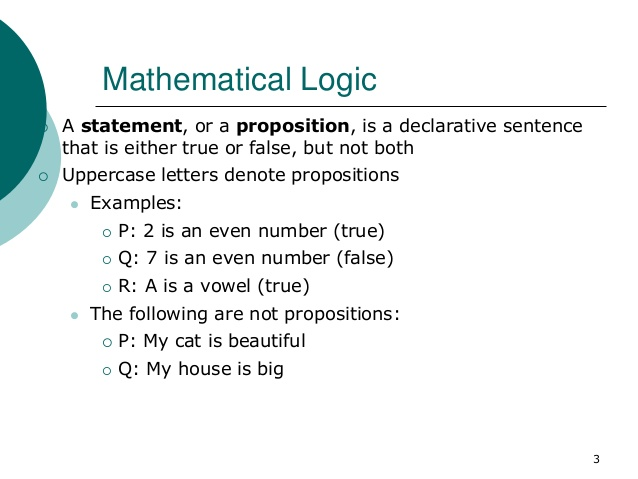 Mathematical Logic
A statement, or a proposition, is a declarative sentence
that is either true or false, but not both
Uppercase letters denote propositions
Examples:
P: 2 is an even number (true)
Q: 7 is an even number (false)
R: A is a vowel (true)
The following are not propositions:
P: My cat is beautiful
Q: My house is big
3